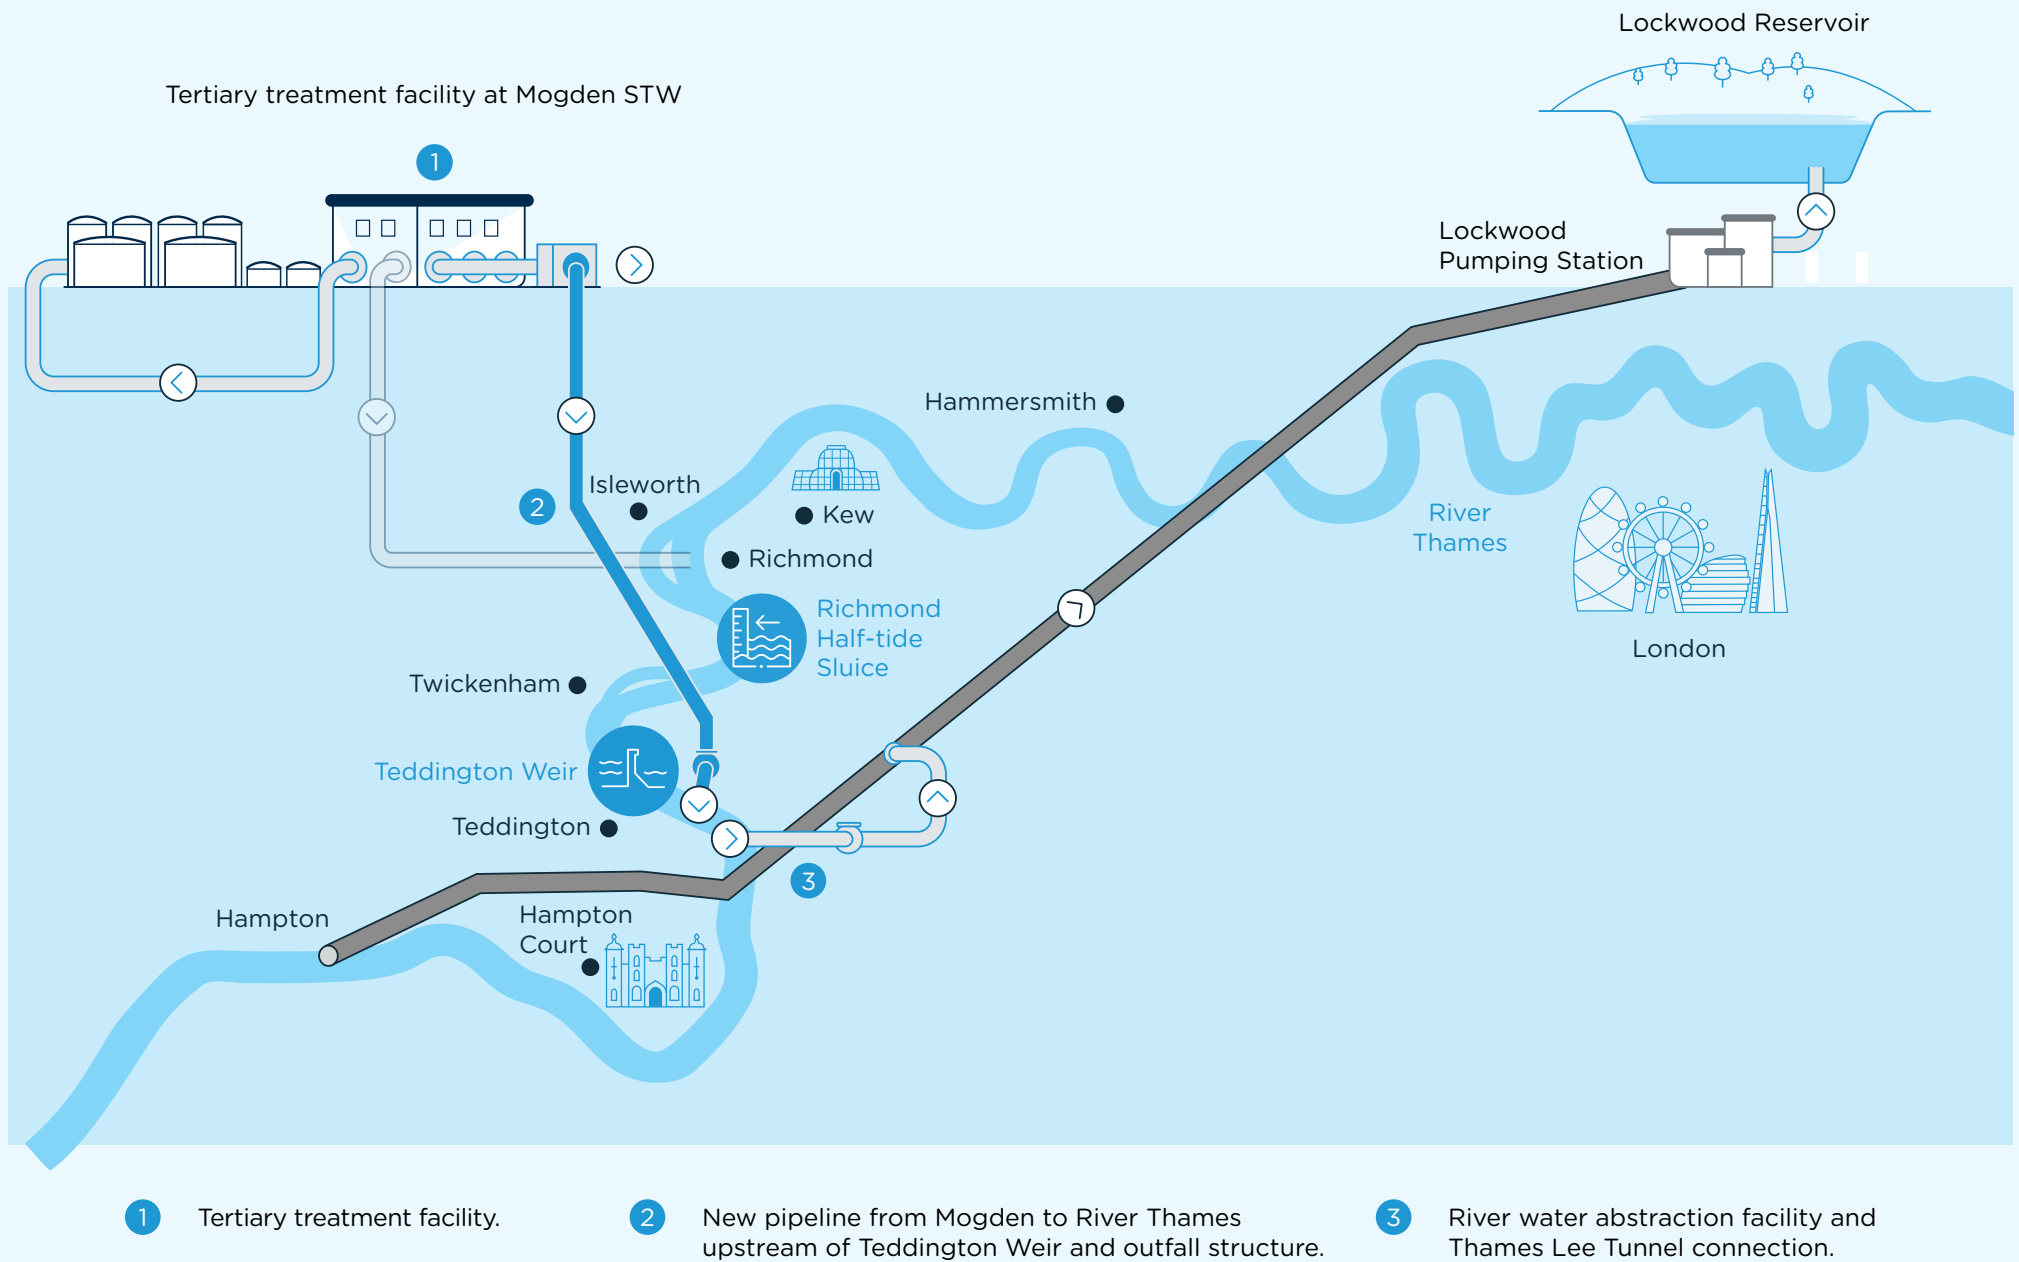 Lockwood Reservoir
Tertiary treatment facility at Mogden STW
1
Lockwood
Pumping Station
Hammersmith
Isleworth
2
Kew
River
Thames
Richmond
Richmond
Half-tide
Sluice
London
Twickenham
Teddington Weir
Teddington
3
Hampton
Hampton
Court
1 Tertiary treatment facility.
2 New pipeline from Mogden to River Thames
upstream of Teddington Weir and outfall structure.
3 River water abstraction facility and
Thames Lee Tunnel connection.